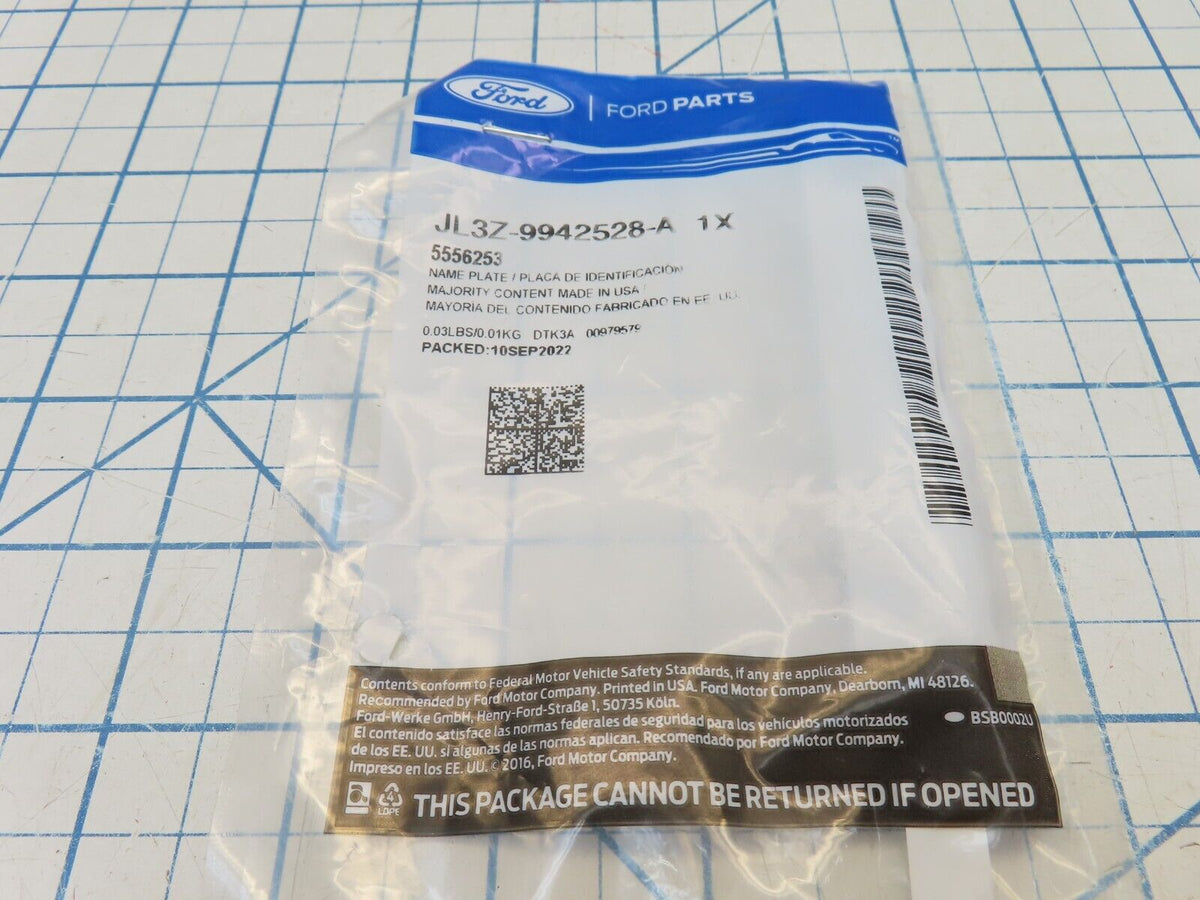 Ford | FORD PARTS
JL3Z-9942528-A 1X
5556253
NAME PLATE / PLACA DE IDENTIFICACIÓN
MAJORITY CONTENT MADE IN USA
MAYORIA DEL CONTENIDO FABRICADO EN EE. UU.
0.03LBS/0.01KG DTK3A 00979579
PACKED:10SEP2022
Contents conform to Federal Motor Vehicle Safety Standards, if any are applicable.
Recommended by Ford Motor Company. Printed in USA. Ford Motor Company, Dearborn, MI 48126.
Ford-Werke GmbH, Henry-Ford-Straße 1, 50735 Köln.
El contenido satisface las normas federales de seguridad para los vehículos motorizados
de los EE. UU. si algunas de las normas aplican. Recomendado por Ford Motor Company.
Impreso en los EE. UU. © 2016, Ford Motor Company.
BSB0002U
4
LDPE
THIS PACKAGE CANNOT BE RETURNED IF OPENED